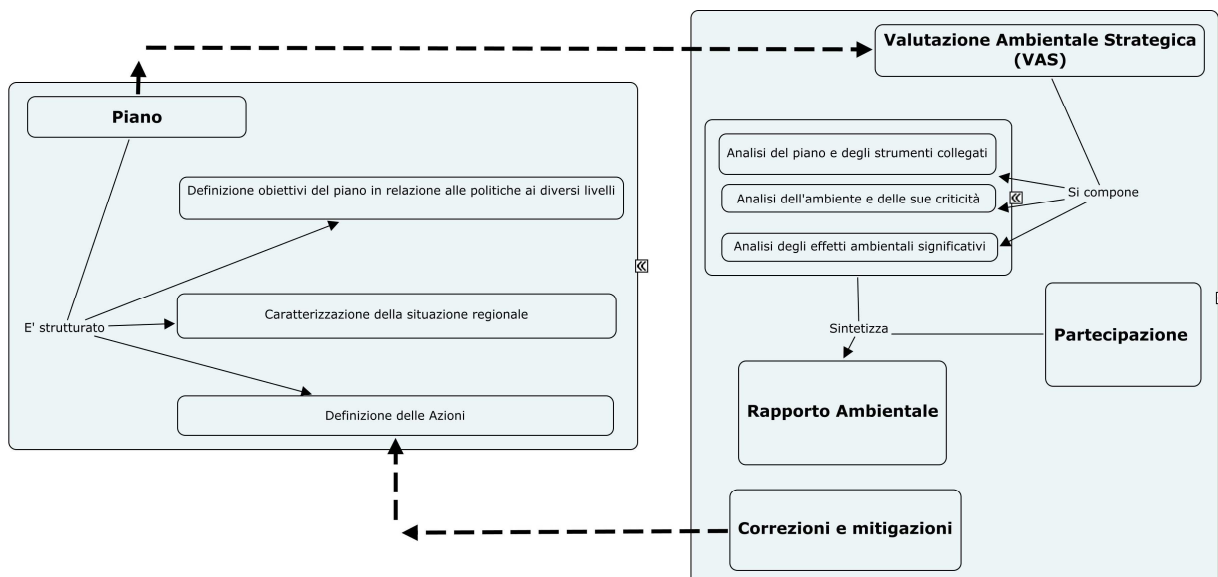 Piano
Definizione obiettivi del piano in relazione alle politiche ai diversi livelli
E' strutturato
Caratterizzazione della situazione regionale
Definizione delle Azioni
Valutazione Ambientale Strategica
(VAS)
Analisi del piano e degli strumenti collegati
Analisi dell'ambiente e delle sue criticità
Analisi degli effetti ambientali significativi
Si compone
Sintetizza
Partecipazione
Rapporto Ambientale
Correzioni e mitigazioni